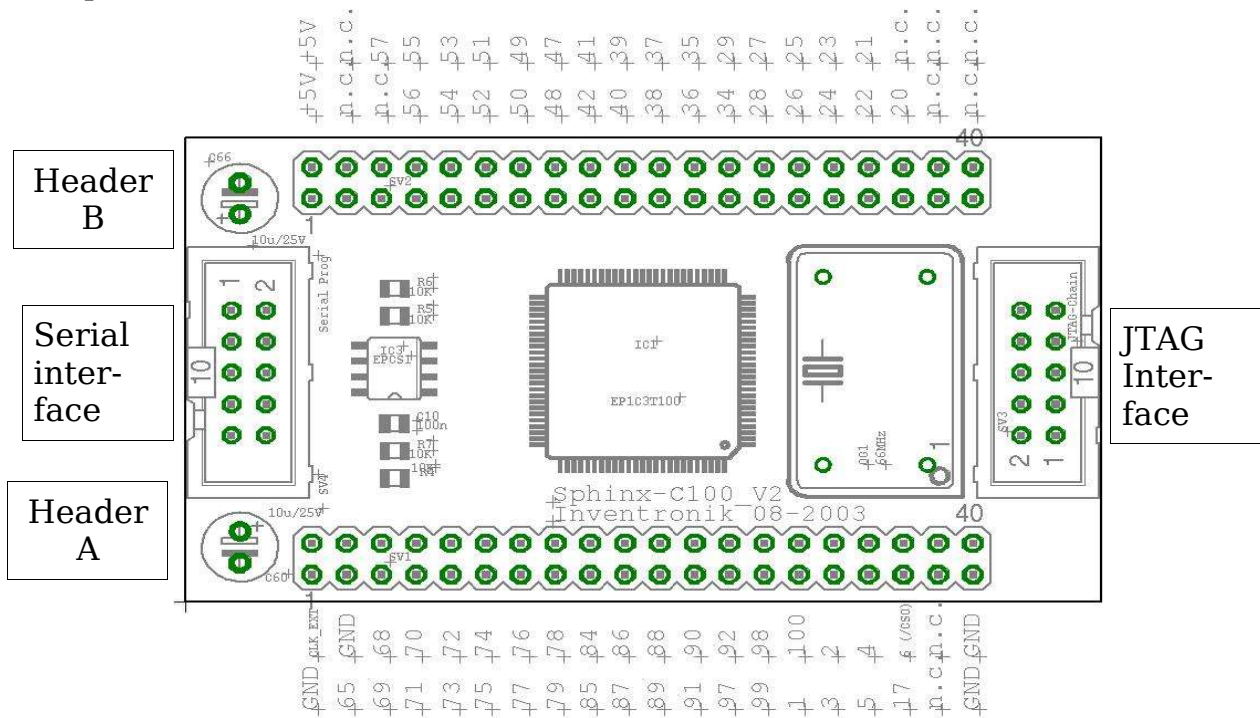 +5V n.c. 57 55 53 51 49 47 41 39 37 35 29 27 25 23 21 n.c. n.c. n.c.
+5V n.c. n.c. 56 54 52 50 48 42 40 38 36 34 28 26 24 22 20 n.c. n.c.
40
C66
Header
B
SV2
1
10u/25V
1 2
Serial Prog
10
SV4
Serial
inter-
face
R6
10K
R5
10K
IC3
EPCS1
C10
100n
R7
10K
10K
R4
IC1
EP1C3T100
QG1
66MHz
1
JTAG-Chain
10
SV3
2 1
JTAG
Inter-
face
Sphinx-C100_V2
Inventronik 08-2003
Header
A
10u/25V
40
SV1
C60
1
CLK_EXT GND 68 70 72 74 76 78 84 86 88 90 92 98 100 2 4 6 (/CSO) n.c. GND
GND 65 69 71 73 75 77 79 85 87 89 91 97 99 1 3 5 17 n.c. GND